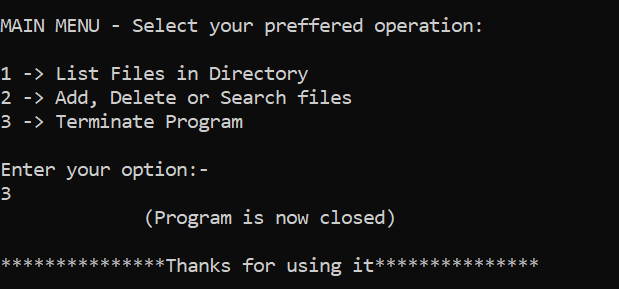 MAIN MENU - Select your preffered operation:
1 -> List Files in Directory
2 -> Add, Delete or Search files
3 -> Terminate Program
Enter your option:-
3
(Program is now closed)
***************Thanks for using it***************